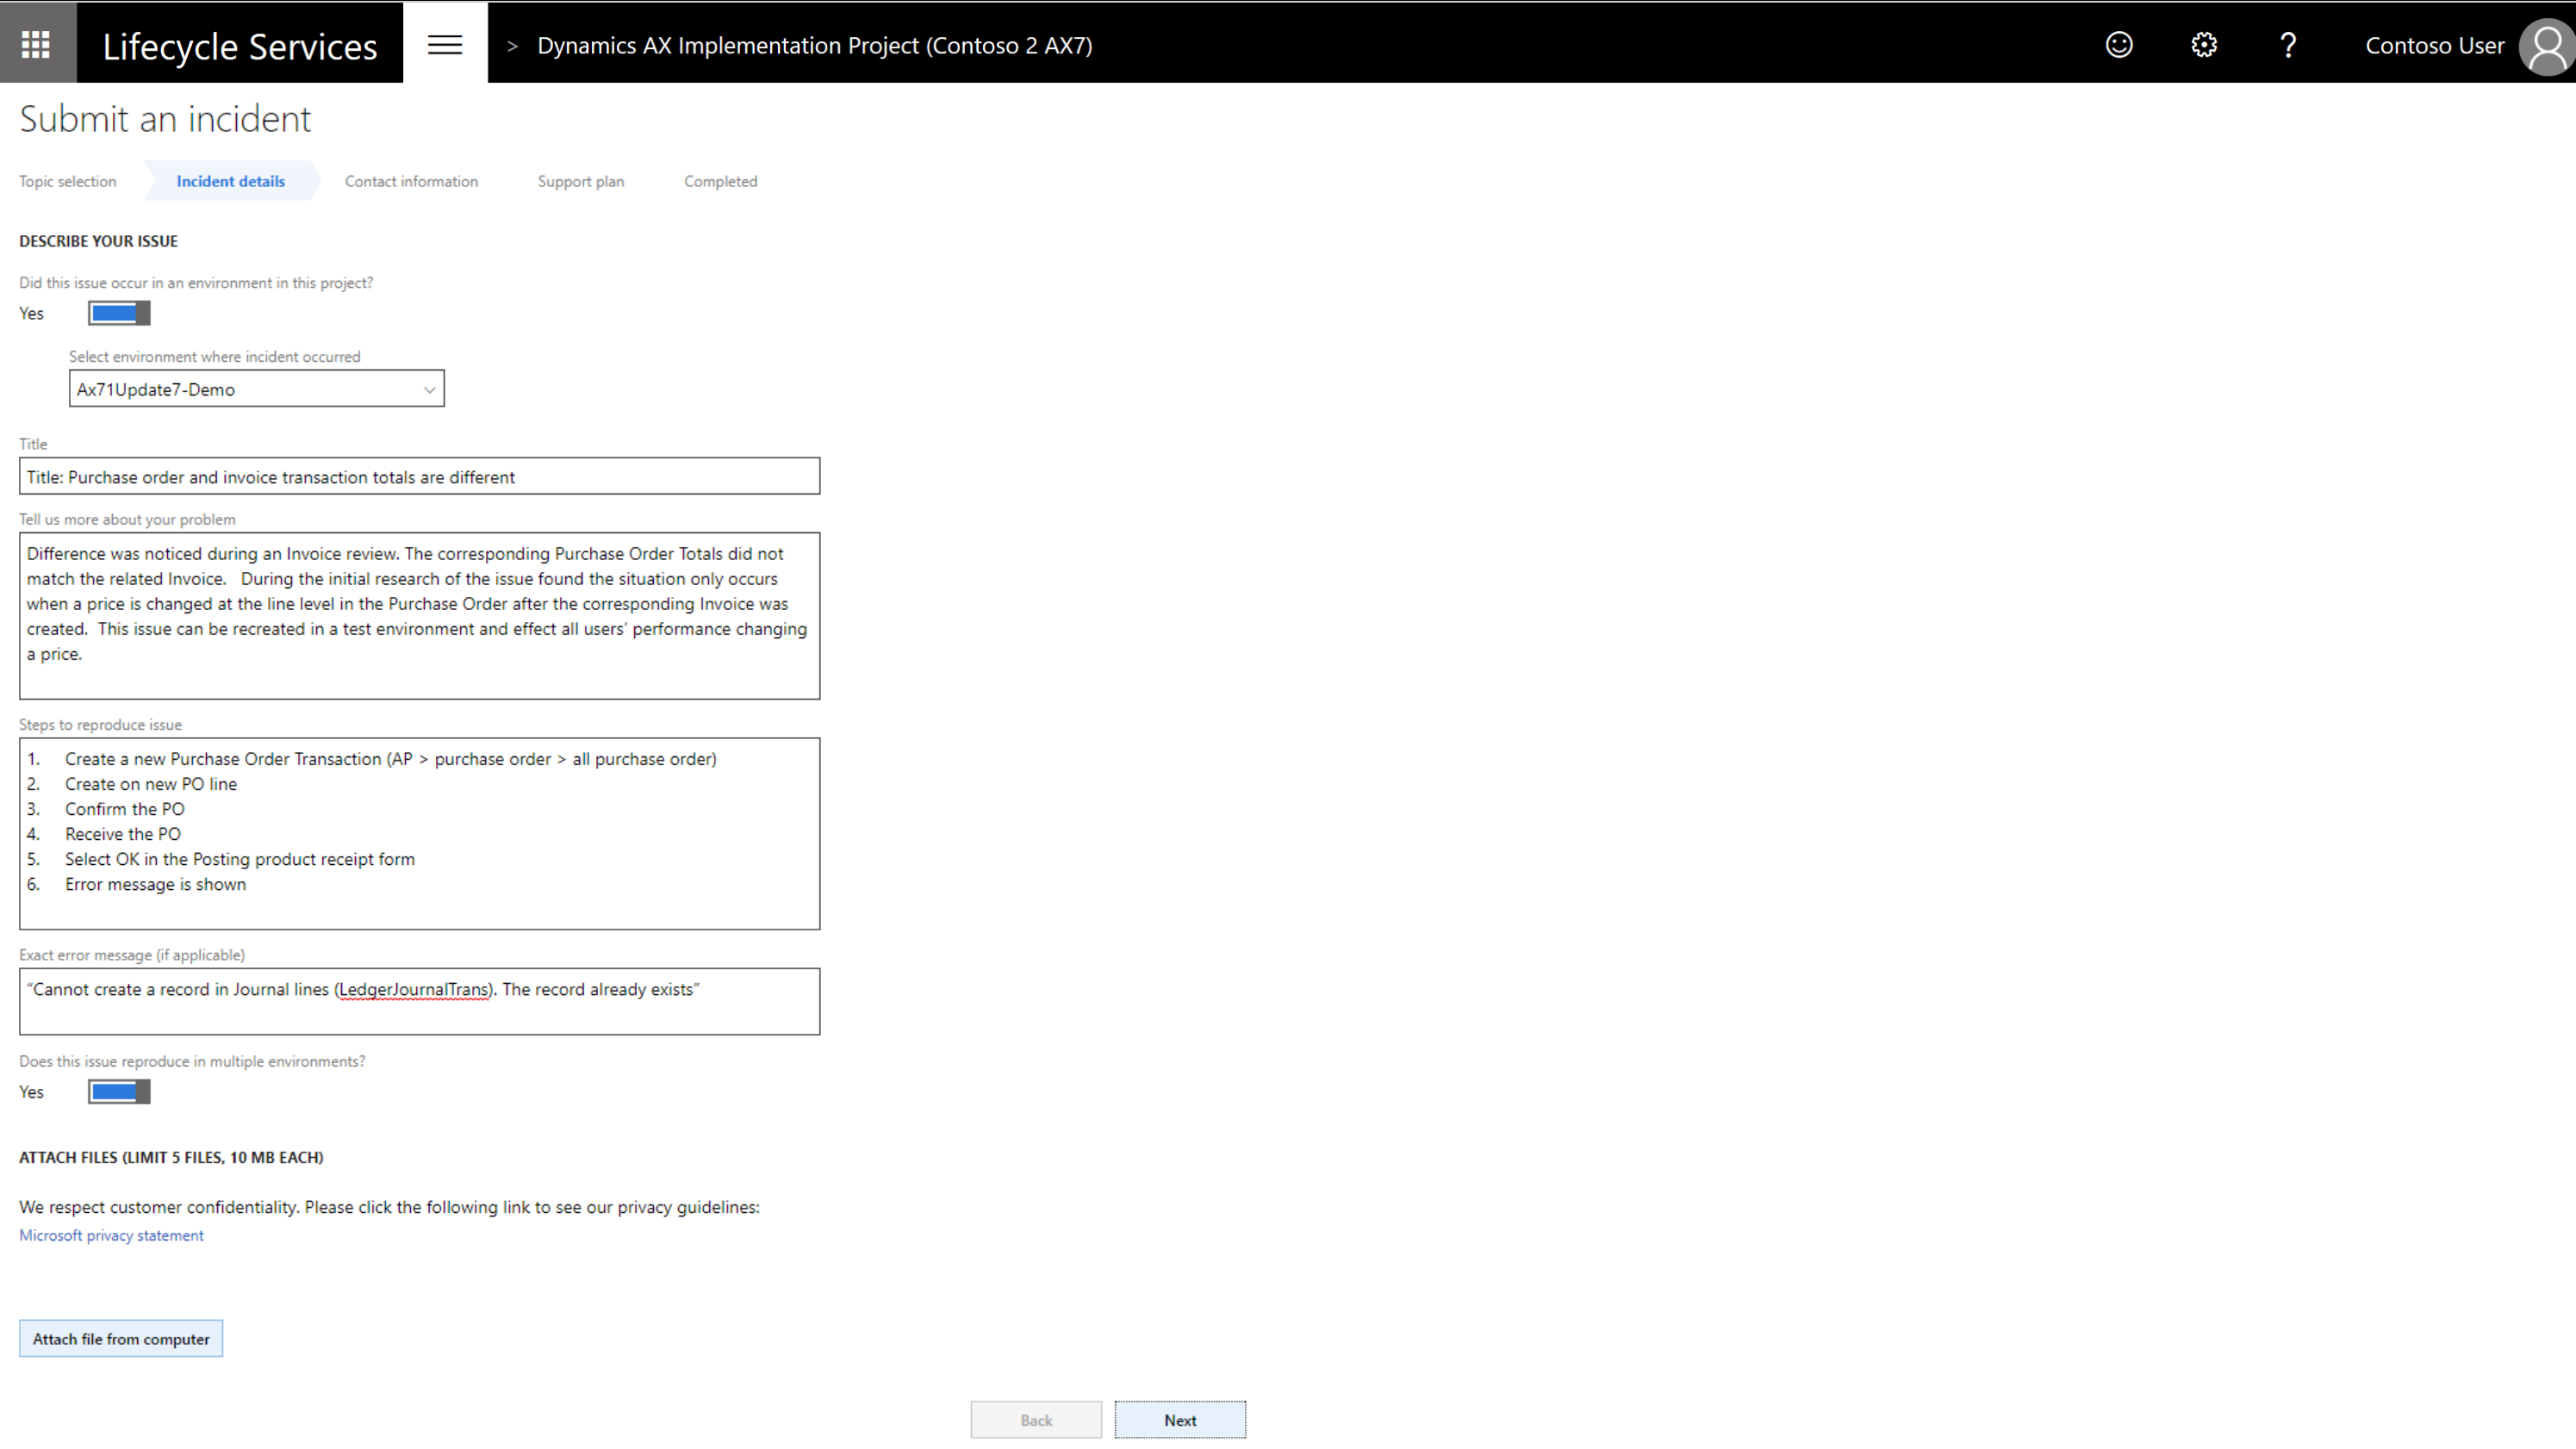 Lifecycle Services
> Dynamics AX Implementation Project (Contoso 2 AX7)
? Contoso User
Submit an incident
Topic selection Incident details Contact information Support plan Completed
DESCRIBE YOUR ISSUE
Did this issue occur in an environment in this project?
Yes
Select environment where incident occurred
Ax71Update7-Demo
Title
Title: Purchase order and invoice transaction totals are different
Tell us more about your problem
Difference was noticed during an Invoice review. The corresponding Purchase Order Totals did not
match the related Invoice.   During the initial research of the issue found the situation only occurs
when a price is changed at the line level in the Purchase Order after the corresponding Invoice was
created.  This issue can be recreated in a test environment and effect all users' performance changing
a price.
Steps to reproduce issue
1. Create a new Purchase Order Transaction (AP > purchase order > all purchase order)
2. Create on new PO line
3. Confirm the PO
4. Receive the PO
5. Select OK in the Posting product receipt form
6. Error message is shown
Exact error message (if applicable)
"Cannot create a record in Journal lines (LedgerJournalTrans). The record already exists"
Does this issue reproduce in multiple environments?
Yes
ATTACH FILES (LIMIT 5 FILES, 10 MB EACH)
We respect customer confidentiality. Please click the following link to see our privacy guidelines:
Microsoft privacy statement
Attach file from computer
Back Next